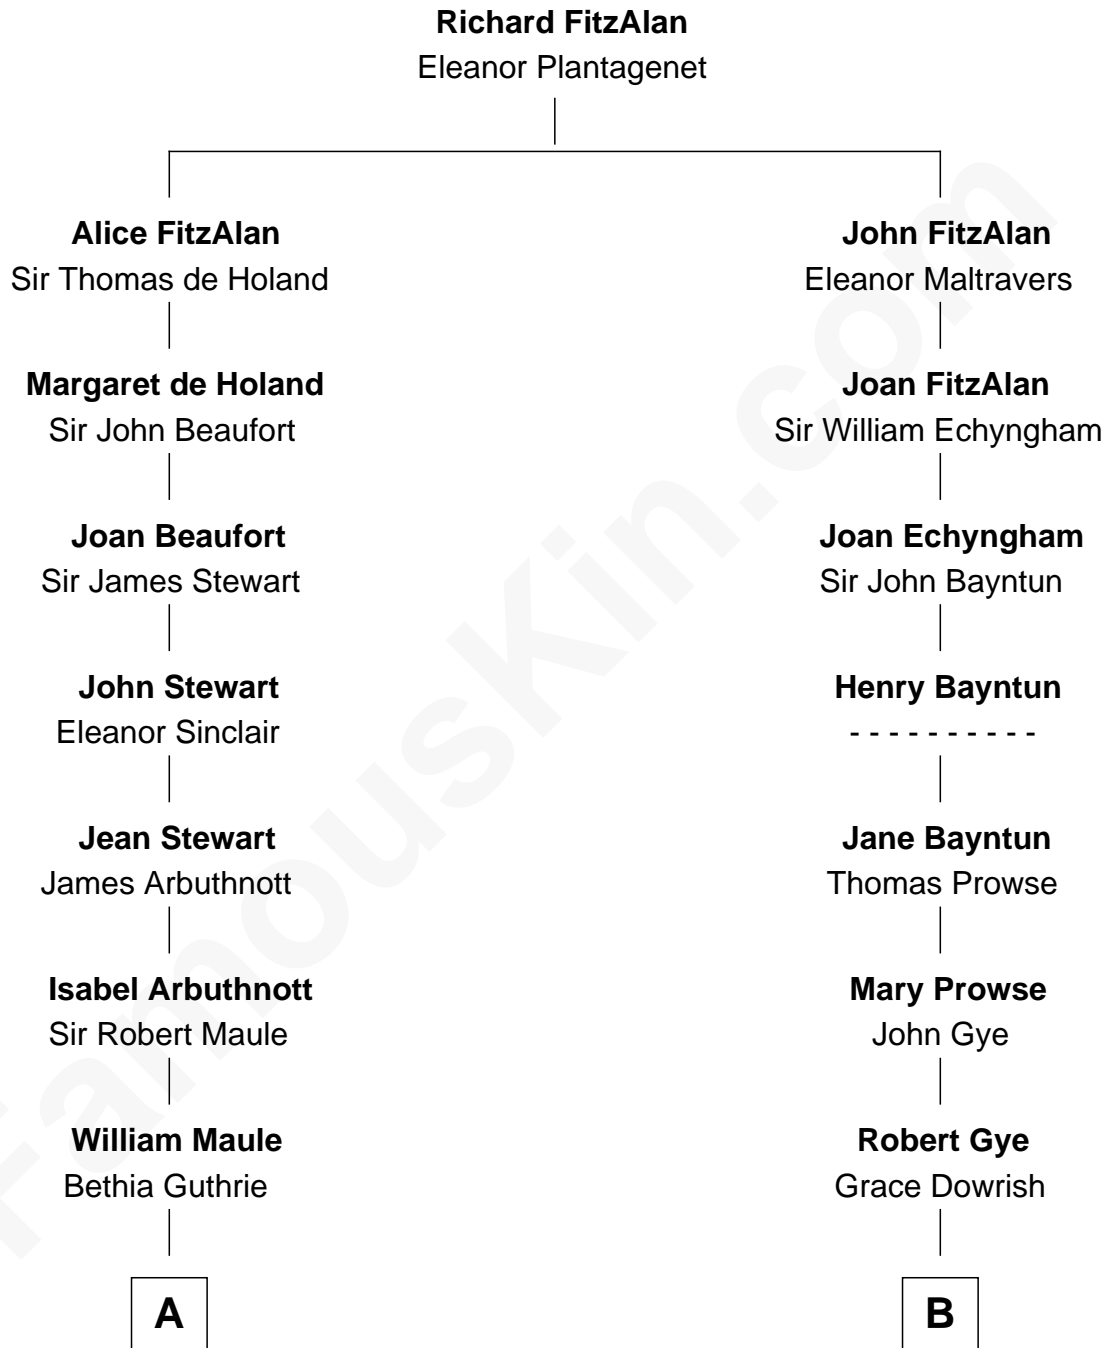 Richard FitzAlan
Eleanor Plantagenet
Alice FitzAlan
Sir Thomas de Holand
John FitzAlan
Eleanor Maltravers
Margaret de Holand
Sir John Beaufort
Joan FitzAlan
Sir William Echyngham
Joan Beaufort
Sir James Stewart
Joan Echyngham
Sir John Bayntun
John Stewart
Eleanor Sinclair
Henry Bayntun
- - - - - - - - - -
Jean Stewart
James Arbuthnott
Jane Bayntun
Thomas Prowse
Isabel Arbuthnott
Sir Robert Maule
Mary Prowse
John Gye
William Maule
Bethia Guthrie
Robert Gye
Grace Dowrish
A
B
FamousKin.com